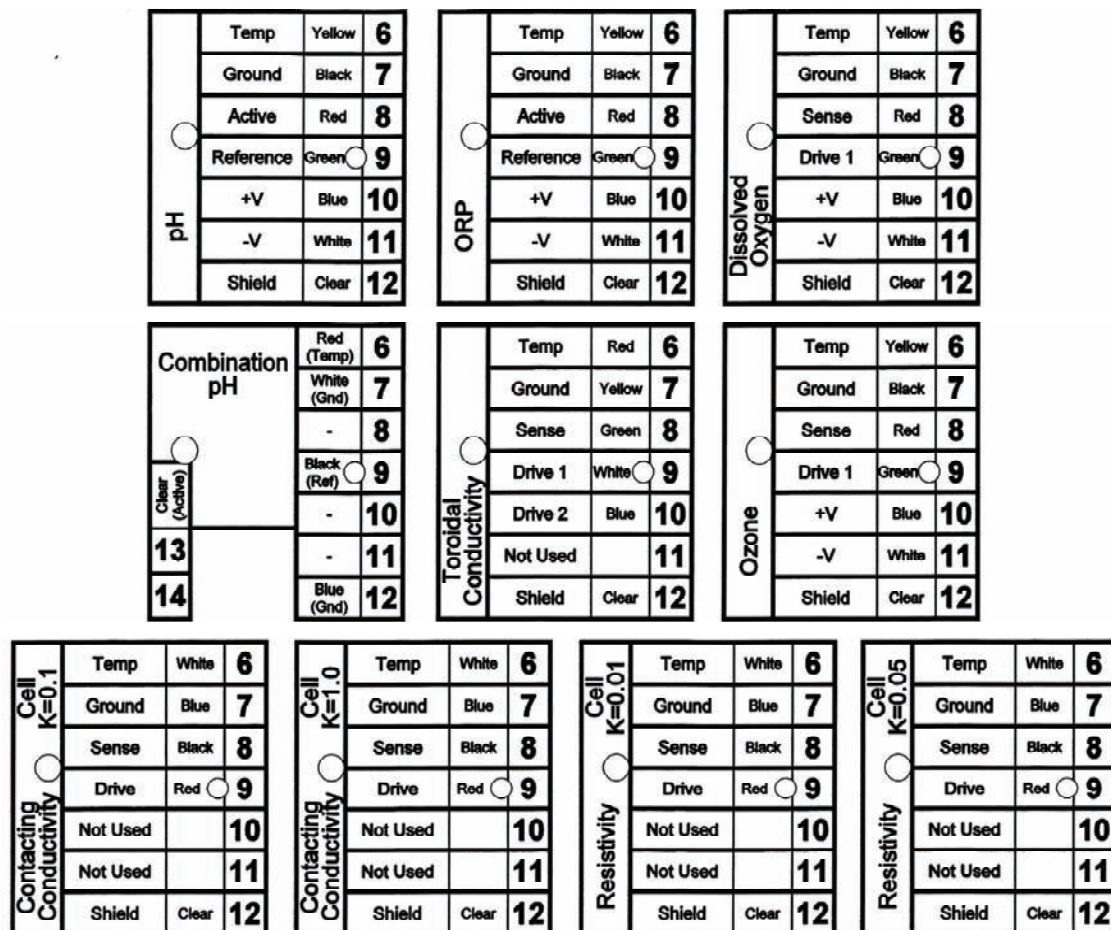 pH
Temp Yellow 6
Ground Black 7
Active Red 8
Reference Green 9
+V Blue 10
-V White 11
Shield Clear 12
ORP
Temp Yellow 6
Ground Black 7
Active Red 8
Reference Green 9
+V Blue 10
-V White 11
Shield Clear 12
Dissolved
Oxygen
Temp Yellow 6
Ground Black 7
Sense Red 8
Drive 1 Green 9
+V Blue 10
-V White 11
Shield Clear 12
Combination
pH
Red
(Temp) 6
White
(Gnd) 7
- 8
Black
(Ref) 9
- 10
- 11
Blue
(Gnd) 12
Clear
(Active)
13
14
Toroidal
Conductivity
Temp Red 6
Ground Yellow 7
Sense Green 8
Drive 1 White 9
Drive 2 Blue 10
Not Used 11
Shield Clear 12
Ozone
Temp Yellow 6
Ground Black 7
Sense Red 8
Drive 1 Green 9
+V Blue 10
-V White 11
Shield Clear 12
Contacting Cell
Conductivity K=0.1
Temp White 6
Ground Blue 7
Sense Black 8
Drive Red 9
Not Used 10
Not Used 11
Shield Clear 12
Contacting Cell
Conductivity K=1.0
Temp White 6
Ground Blue 7
Sense Black 8
Drive Red 9
Not Used 10
Not Used 11
Shield Clear 12
Cell
Resistivity K=0.01
Temp White 6
Ground Blue 7
Sense Black 8
Drive Red 9
Not Used 10
Not Used 11
Shield Clear 12
Cell
Resistivity K=0.05
Temp White 6
Ground Blue 7
Sense Black 8
Drive Red 9
Not Used 10
Not Used 11
Shield Clear 12